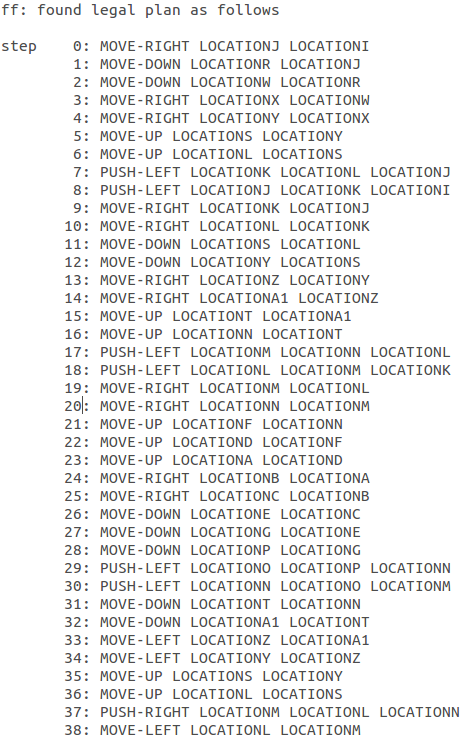 ff: found legal plan as follows
step 0: MOVE-RIGHT LOCATIONJ LOCATIONI
1: MOVE-DOWN LOCATIONR LOCATIONJ
2: MOVE-DOWN LOCATIONW LOCATIONR
3: MOVE-RIGHT LOCATIONX LOCATIONW
4: MOVE-RIGHT LOCATIONY LOCATIONX
5: MOVE-UP LOCATIONS LOCATIONY
6: MOVE-UP LOCATIONL LOCATIONS
7: PUSH-LEFT LOCATIONK LOCATIONL LOCATIONJ
8: PUSH-LEFT LOCATIONJ LOCATIONK LOCATIONI
9: MOVE-RIGHT LOCATIONK LOCATIONJ
10: MOVE-RIGHT LOCATIONL LOCATIONK
11: MOVE-DOWN LOCATIONS LOCATIONL
12: MOVE-DOWN LOCATIONY LOCATIONS
13: MOVE-RIGHT LOCATIONZ LOCATIONY
14: MOVE-RIGHT LOCATIONA1 LOCATIONZ
15: MOVE-UP LOCATIONT LOCATIONA1
16: MOVE-UP LOCATIONN LOCATIONT
17: PUSH-LEFT LOCATIONM LOCATIONN LOCATIONL
18: PUSH-LEFT LOCATIONL LOCATIONM LOCATIONK
19: MOVE-RIGHT LOCATIONM LOCATIONL
20: MOVE-RIGHT LOCATIONN LOCATIONM
21: MOVE-UP LOCATIONF LOCATIONN
22: MOVE-UP LOCATIOND LOCATIONF
23: MOVE-UP LOCATIONA LOCATIOND
24: MOVE-RIGHT LOCATIONB LOCATIONA
25: MOVE-RIGHT LOCATIONC LOCATIONB
26: MOVE-DOWN LOCATIONE LOCATIONC
27: MOVE-DOWN LOCATIONG LOCATIONE
28: MOVE-DOWN LOCATIONP LOCATIONG
29: PUSH-LEFT LOCATIONO LOCATIONP LOCATIONN
30: PUSH-LEFT LOCATIONN LOCATIONO LOCATIONM
31: MOVE-DOWN LOCATIONT LOCATIONN
32: MOVE-DOWN LOCATIONA1 LOCATIONT
33: MOVE-LEFT LOCATIONZ LOCATIONA1
34: MOVE-LEFT LOCATIONY LOCATIONZ
35: MOVE-UP LOCATIONS LOCATIONY
36: MOVE-UP LOCATIONL LOCATIONS
37: PUSH-RIGHT LOCATIONM LOCATIONL LOCATIONN
38: MOVE-LEFT LOCATIONL LOCATIONM